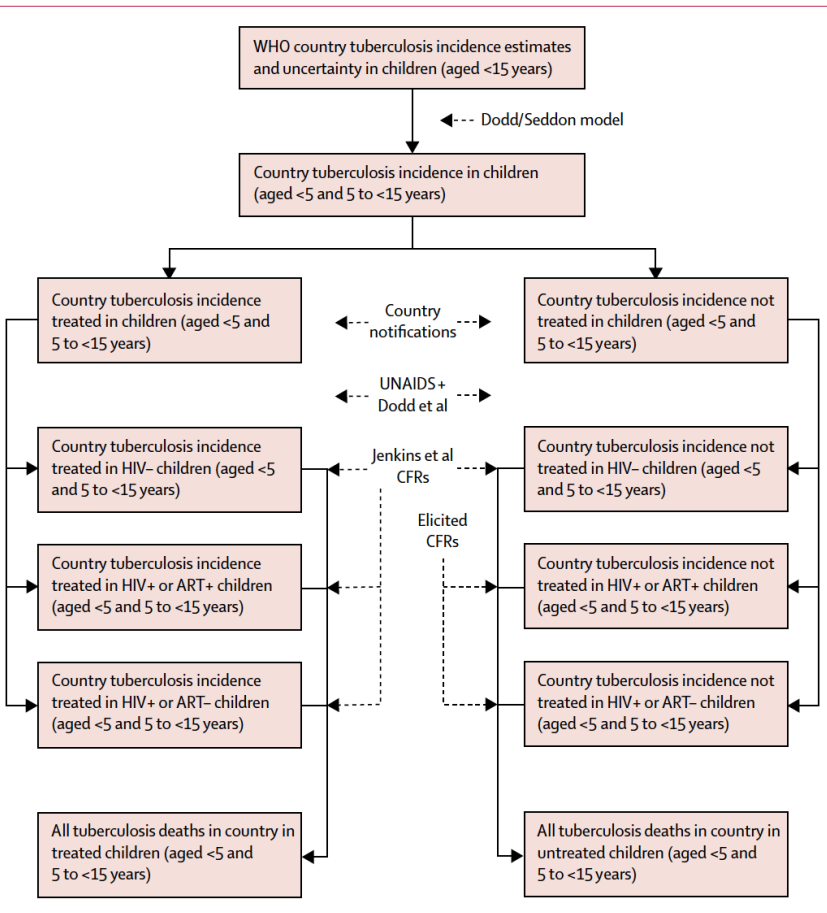 WHO country tuberculosis incidence estimates
and uncertainty in children (aged <15 years)
Dodd/Seddon model
Country tuberculosis incidence in children
(aged <5 and 5 to <15 years)
Country tuberculosis incidence
treated in children (aged <5 and
5 to <15 years)
Country
notifications
Country tuberculosis incidence not
treated in children (aged <5 and
5 to <15 years)
UNAIDS+
Dodd et al
Country tuberculosis incidence
treated in HIV– children (aged <5
and 5 to <15 years)
Jenkins et al
CFRs
Country tuberculosis incidence not
treated in HIV– children (aged <5
and 5 to <15 years)
Elicited
CFRs
Country tuberculosis incidence
treated in HIV+ or ART+ children
(aged <5 and 5 to <15 years)
Country tuberculosis incidence not
treated in HIV+ or ART+ children
(aged <5 and 5 to <15 years)
Country tuberculosis incidence
treated in HIV+ or ART– children
(aged <5 and 5 to <15 years)
Country tuberculosis incidence not
treated in HIV+ or ART– children
(aged <5 and 5 to <15 years)
All tuberculosis deaths in country in
treated children (aged <5 and
5 to <15 years)
All tuberculosis deaths in country in
untreated children (aged <5 and
5 to <15 years)